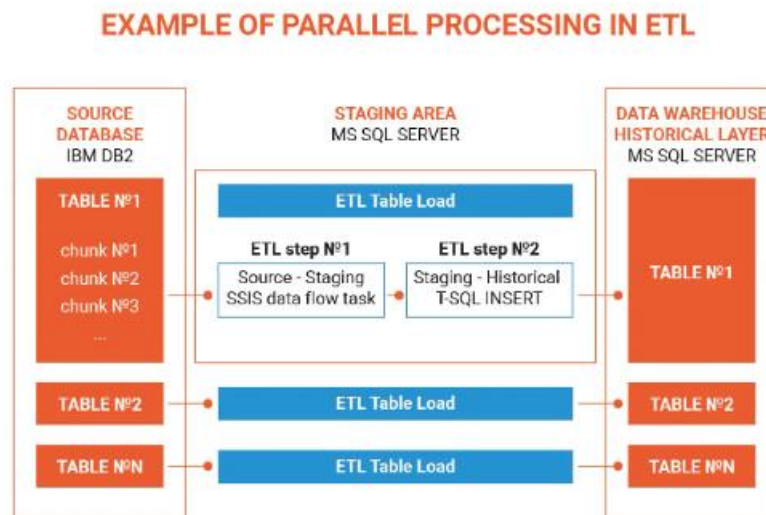 EXAMPLE OF PARALLEL PROCESSING IN ETL
SOURCE
DATABASE
IBM DB2
STAGING AREA
MS SQL SERVER
DATA WAREHOUSE
HISTORICAL LAYER
MS SQL SERVER
TABLE №1
chunk №1
chunk №2
chunk №3
...
ETL Table Load
ETL step №1
Source - Staging
SSIS data flow task
ETL step №2
Staging - Historical
T-SQL INSERT
TABLE №1
TABLE №2
ETL Table Load
TABLE №2
TABLE №N
ETL Table Load
TABLE №N